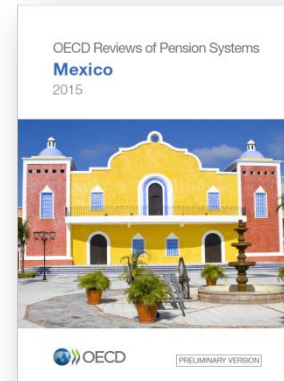 OECD Reviews of Pension Systems
Mexico
2015
OECD
PRELIMINARY VERSION